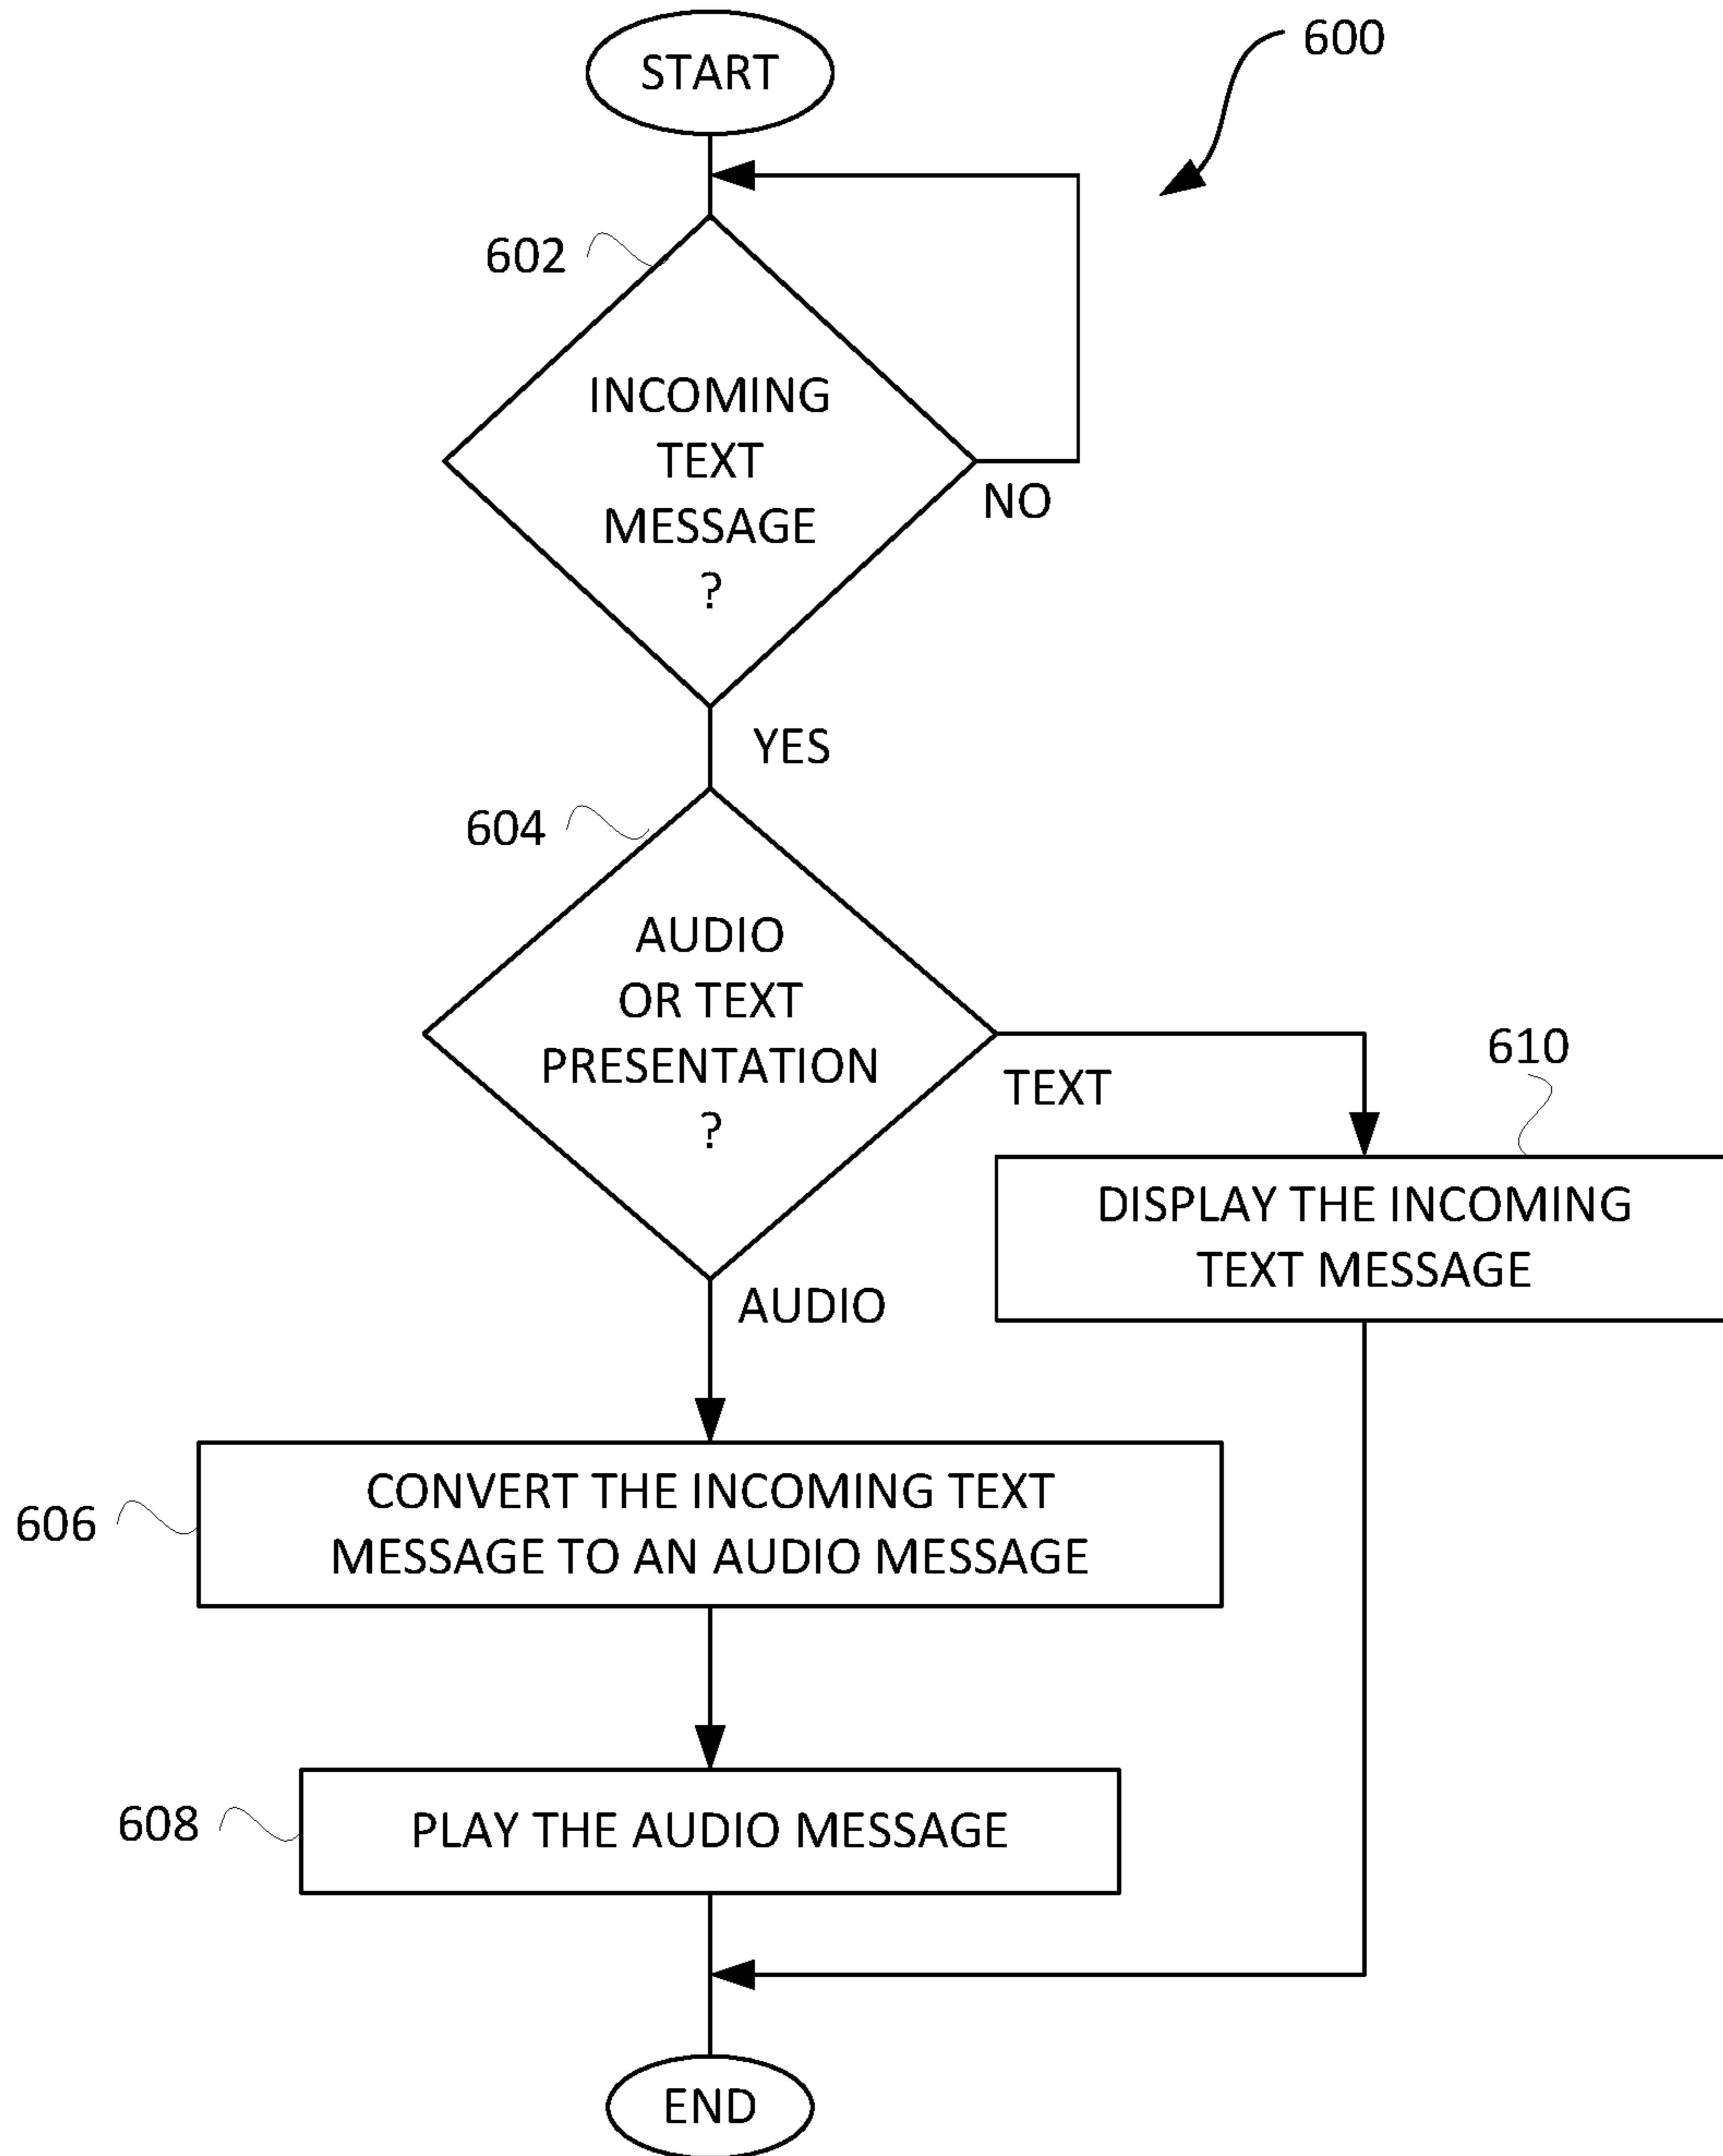 START
600
602
INCOMING
TEXT
MESSAGE
?
NO
YES
604
AUDIO
OR TEXT
PRESENTATION
?
TEXT
610
DISPLAY THE INCOMING
TEXT MESSAGE
AUDIO
606
CONVERT THE INCOMING TEXT
MESSAGE TO AN AUDIO MESSAGE
608
PLAY THE AUDIO MESSAGE
END